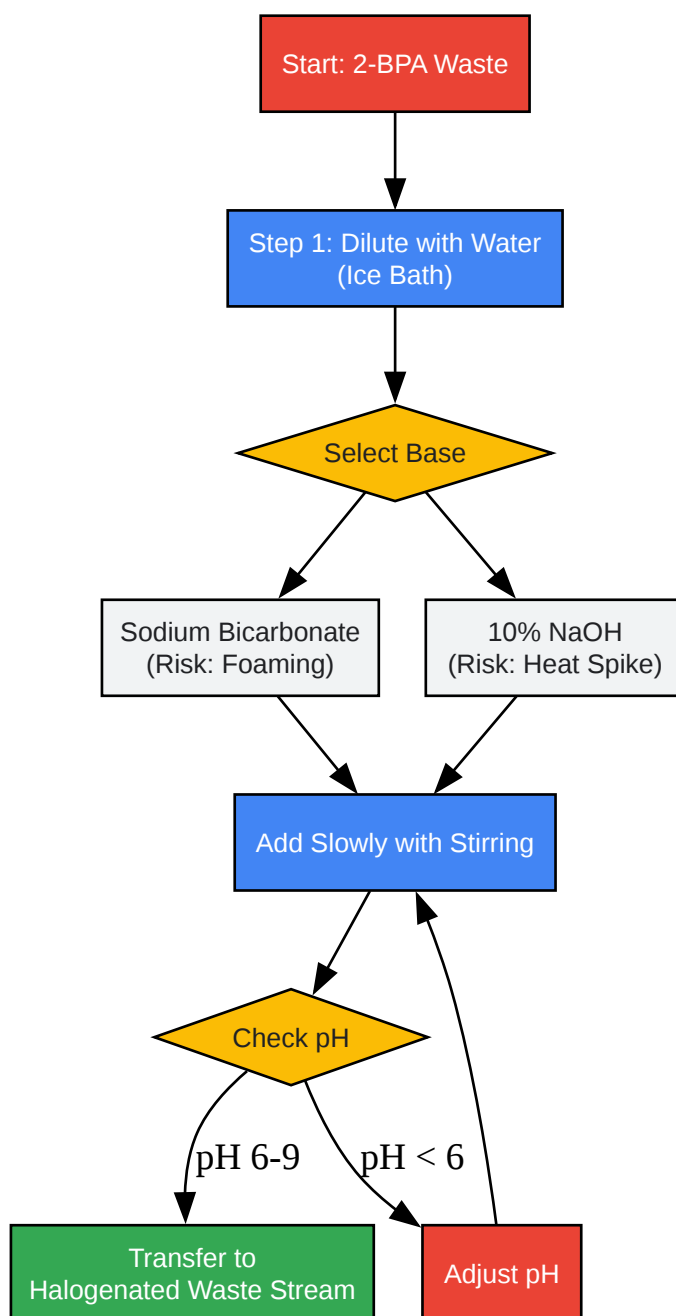 Start: 2-BPA Waste
Step 1: Dilute with Water
(Ice Bath)
Select Base
Sodium Bicarbonate
(Risk: Foaming)
10% NaOH
(Risk: Heat Spike)
Add Slowly with Stirring
Check pH
pH 6-9
pH < 6
Transfer to
Halogenated Waste Stream
Adjust pH